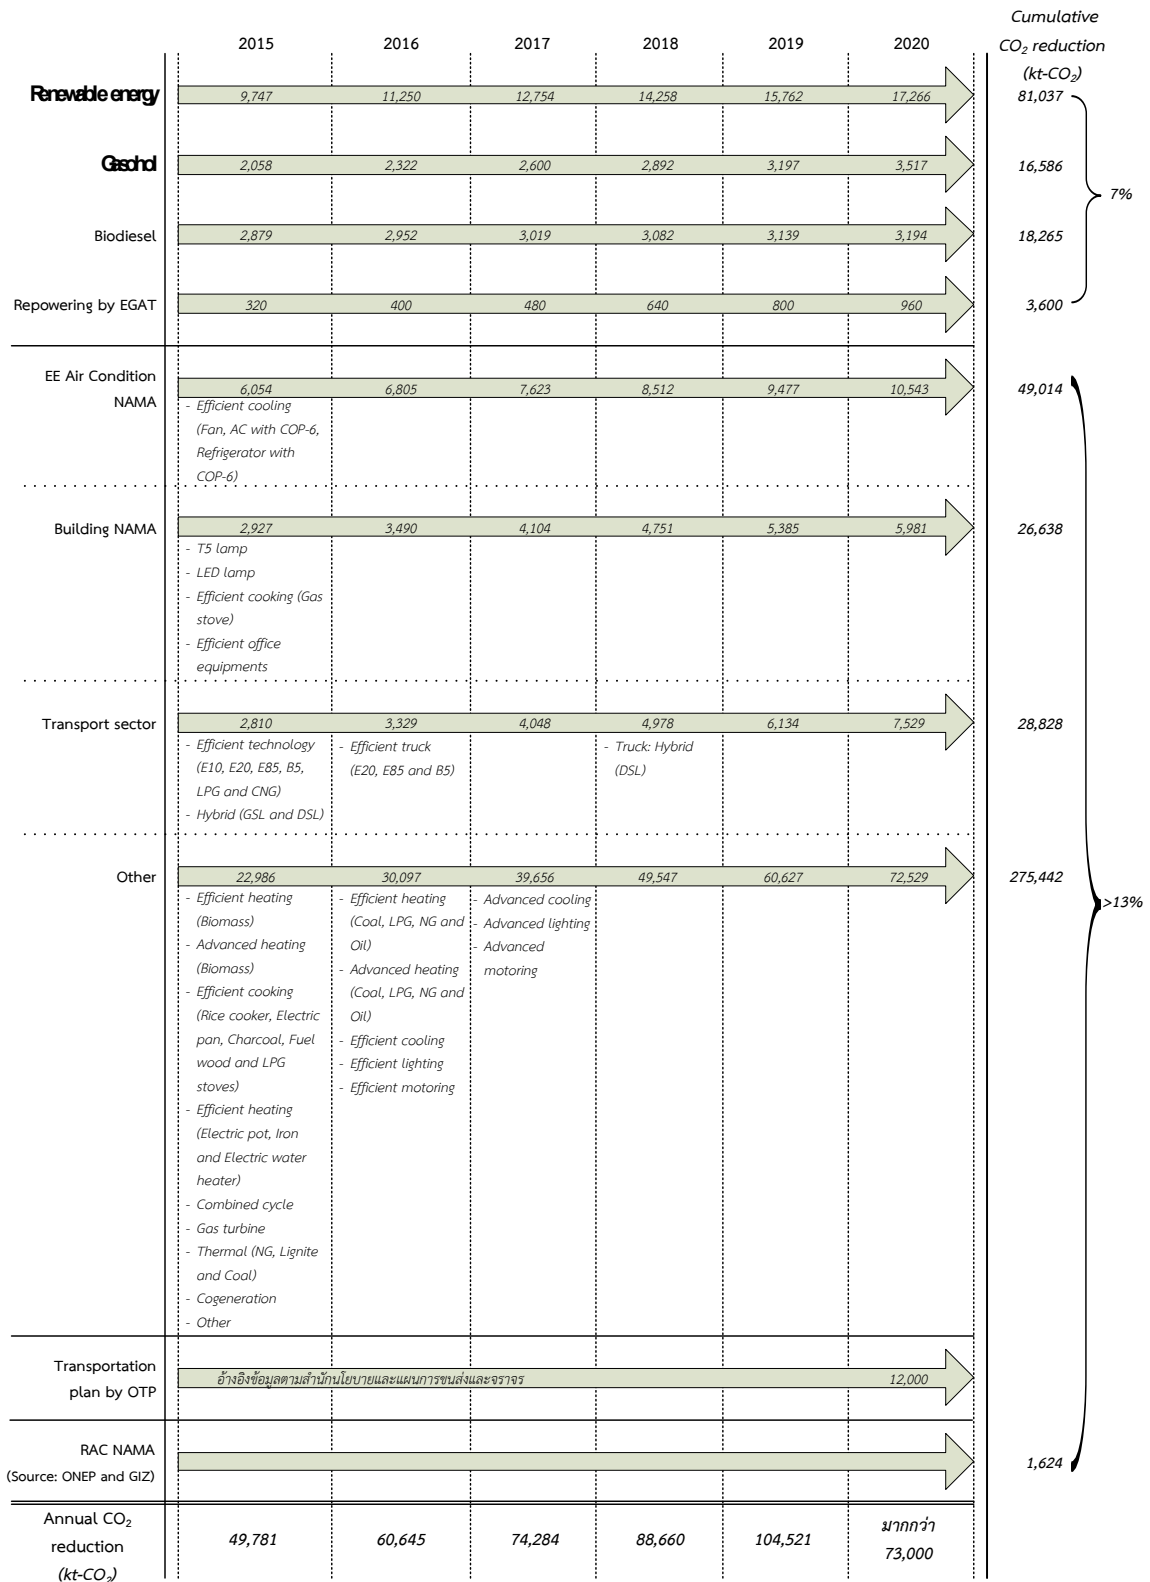 Cumulative
2015 2016 2017 2018 2019 2020 CO₂ reduction
(kt-CO₂)
Renewable energy 9,747 11,250 12,754 14,258 15,762 17,266 81,037
Gasohol 2,058 2,322 2,600 2,892 3,197 3,517 16,586
7%
Biodiesel 2,879 2,952 3,019 3,082 3,139 3,194 18,265
Repowering by EGAT 320 400 480 640 800 960 3,600
EE Air Condition
NAMA
6,054 6,805 7,623 8,512 9,477 10,543 49,014
- Efficient cooling
(Fan, AC with COP-6,
Refrigerator with
COP-6)
Building NAMA 2,927 3,490 4,104 4,751 5,385 5,981 26,638
- T5 lamp
- LED lamp
- Efficient cooking (Gas
stove)
- Efficient office
equipments
Transport sector 2,810 3,329 4,048 4,978 6,134 7,529 28,828
- Efficient technology
(E10, E20, E85, B5,
LPG and CNG)
- Hybrid (GSL and DSL)
- Efficient truck
(E20, E85 and B5)
- Truck: Hybrid
(DSL)
Other 22,986 30,097 39,656 49,547 60,627 72,529 275,442
>13%
- Efficient heating
(Biomass)
- Advanced heating
(Biomass)
- Efficient cooking
(Rice cooker, Electric
pan, Charcoal, Fuel
wood and LPG
stoves)
- Efficient heating
(Electric pot, Iron
and Electric water
heater)
- Combined cycle
- Gas turbine
- Thermal (NG, Lignite
and Coal)
- Cogeneration
- Other
- Efficient heating
(Coal, LPG, NG and
Oil)
- Advanced heating
(Coal, LPG, NG and
Oil)
- Efficient cooling
- Efficient lighting
- Efficient motoring
- Advanced cooling
- Advanced lighting
- Advanced
motoring
Transportation
plan by OTP
อ้างอิงข้อมูลตามสำนักนโยบายและแผนการขนส่งและจราจร 12,000
RAC NAMA
(Source: ONEP and GIZ)
1,624
Annual CO₂
reduction
(kt-CO₂)
49,781 60,645 74,284 88,660 104,521
มากกว่า
73,000